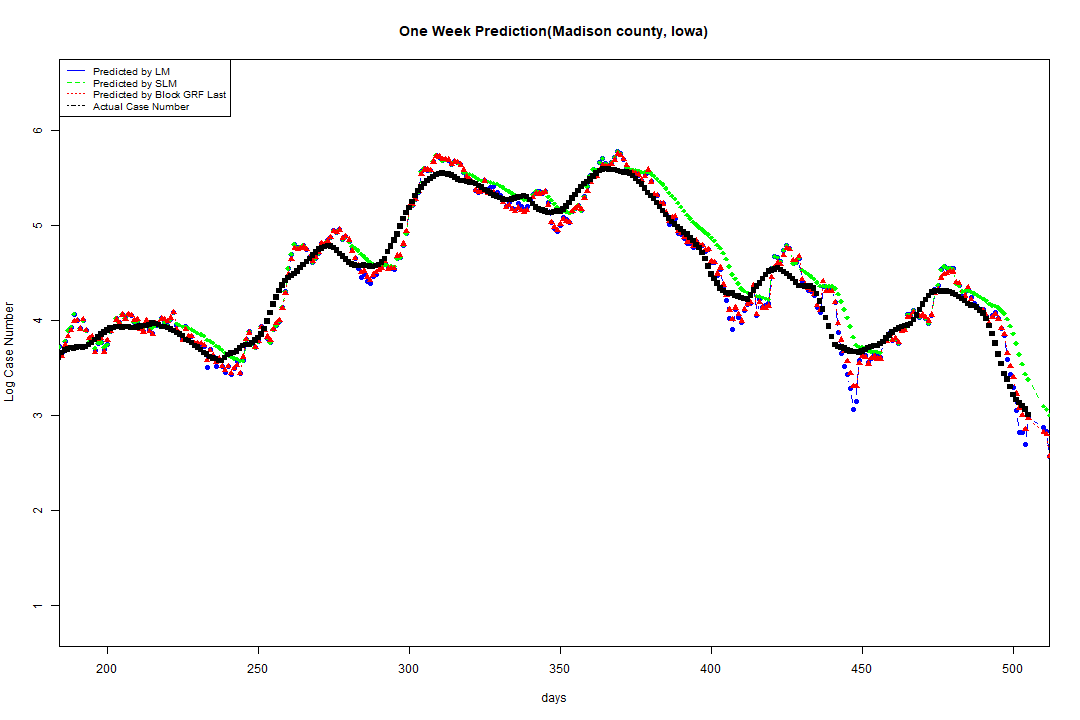 One Week Prediction(Madison county, Iowa)
Predicted by LM
Predicted by SLM
Predicted by Block GRF Last
Actual Case Number
6
5
4
3
2
1
Log Case Number
200 250 300 350 400 450 500
days